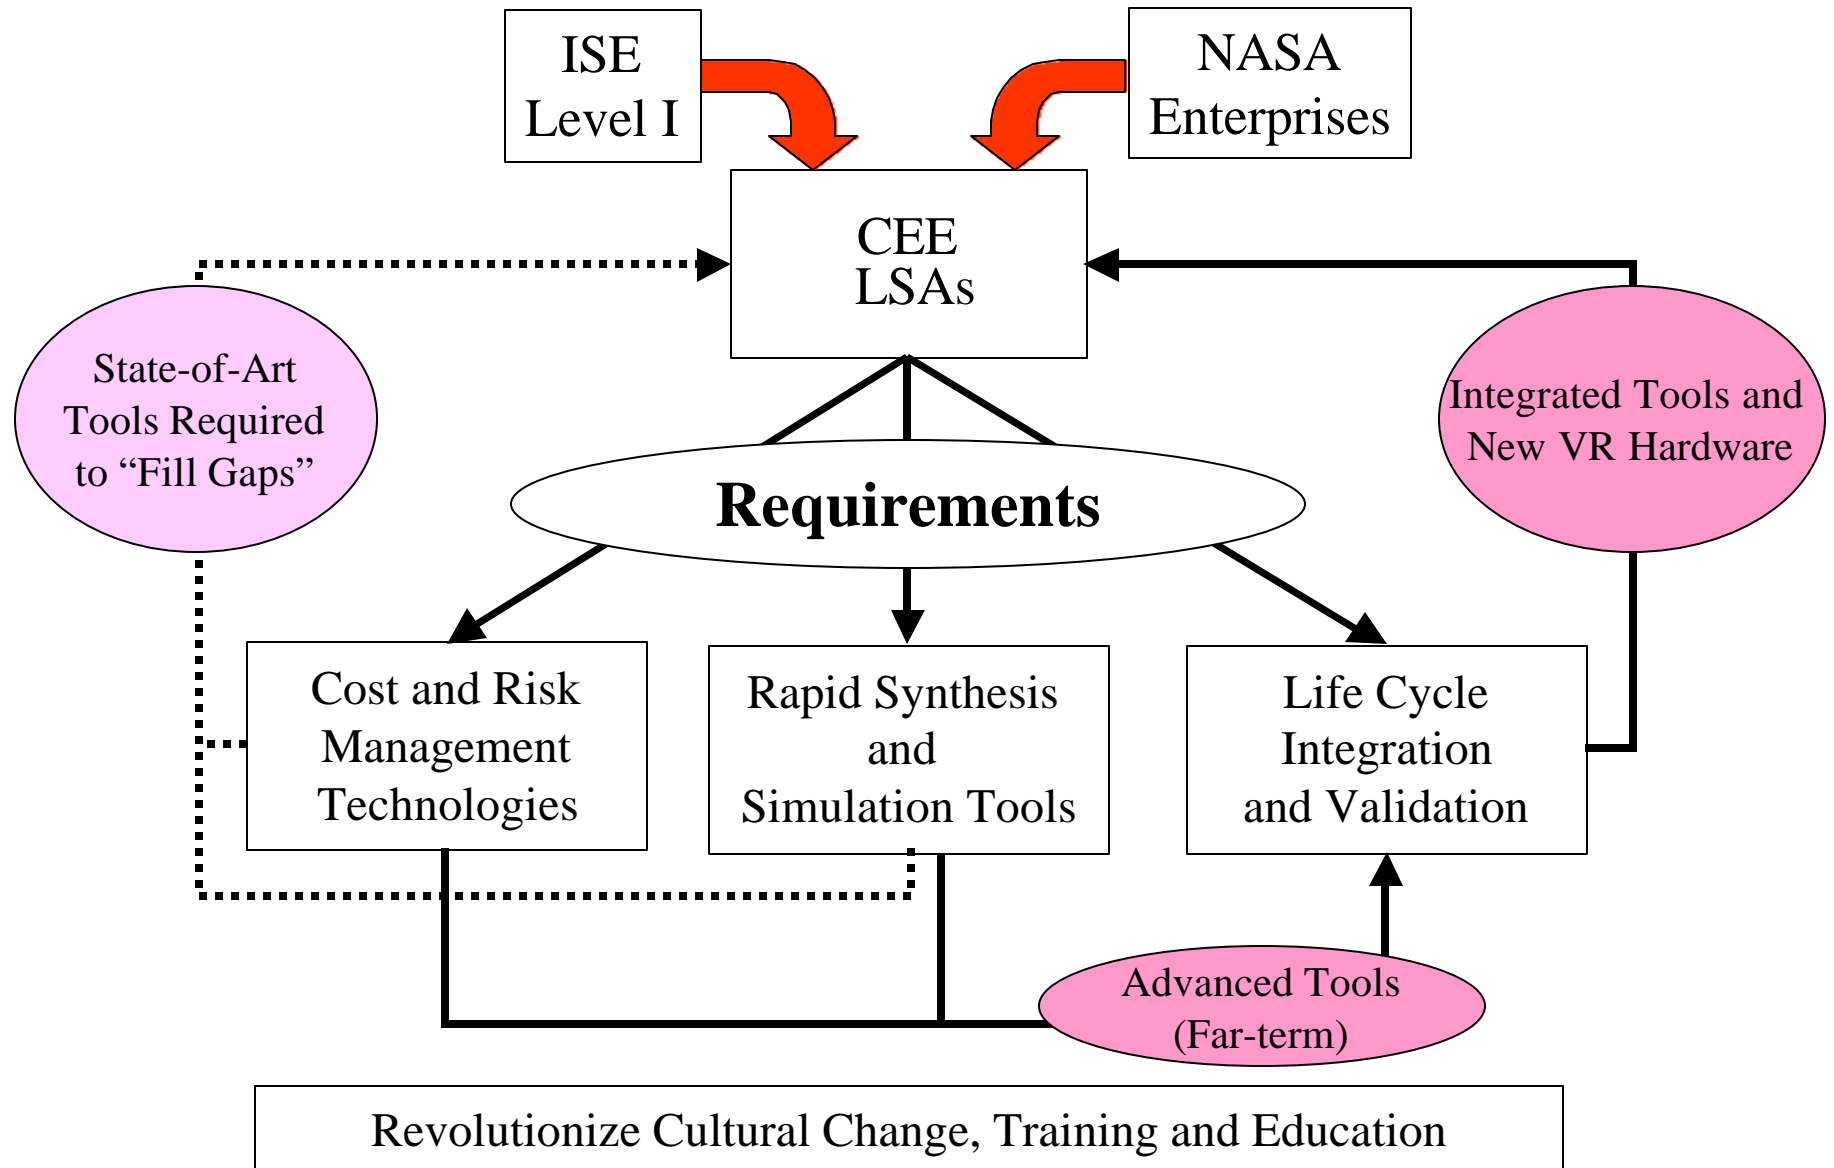 ISE
Level I
NASA
Enterprises
CEE
LSAs
State-of-Art
Tools Required
to “Fill Gaps”
Integrated Tools and
New VR Hardware
Requirements
Cost and Risk
Management
Technologies
Rapid Synthesis
and
Simulation Tools
Life Cycle
Integration
and Validation
Advanced Tools
(Far-term)
Revolutionize Cultural Change, Training and Education